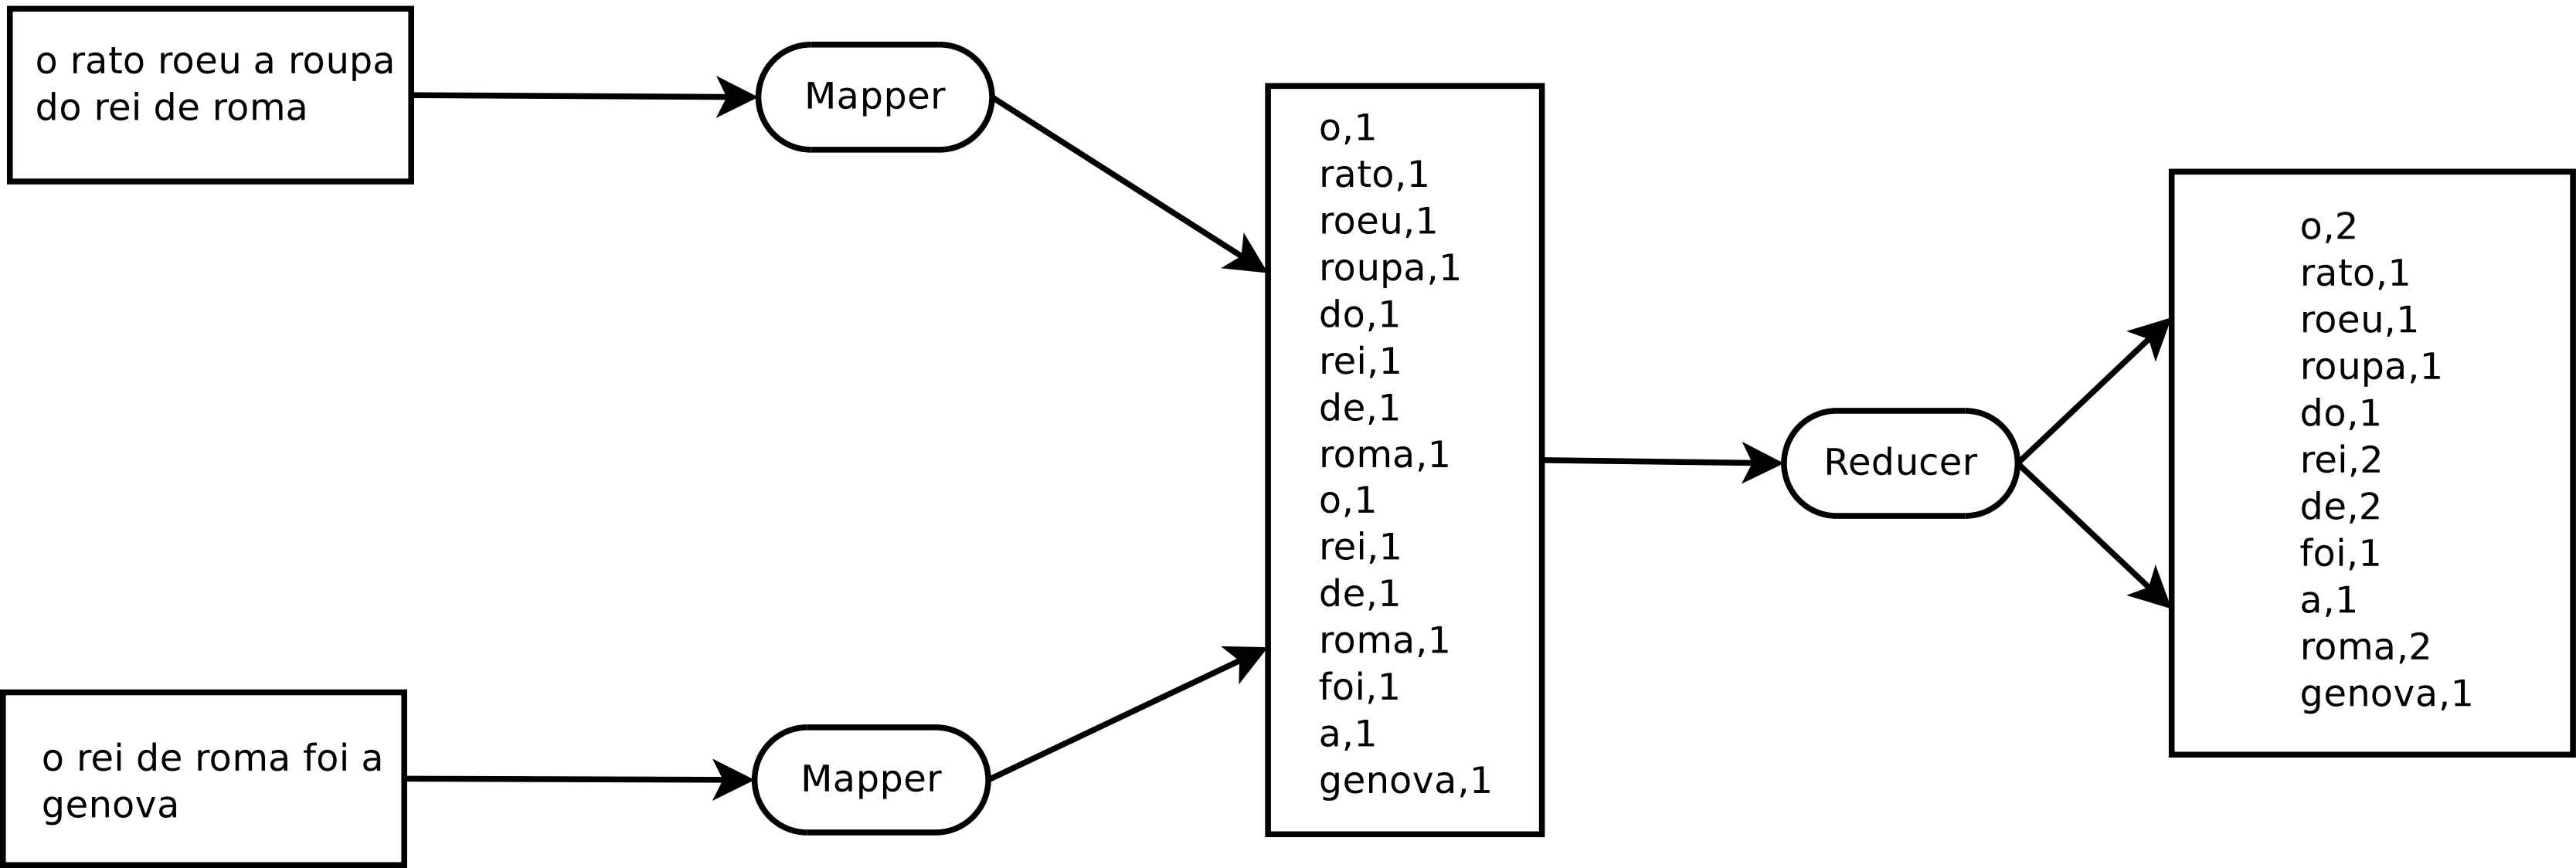 o rato roeu a roupa
do rei de roma
Mapper
o rei de roma foi a
genova
Mapper
o,1
rato,1
roeu,1
roupa,1
do,1
rei,1
de,1
roma,1
o,1
rei,1
de,1
roma,1
foi,1
a,1
genova,1
Reducer
o,2
rato,1
roeu,1
roupa,1
do,1
rei,2
de,2
foi,1
a,1
roma,2
genova,1